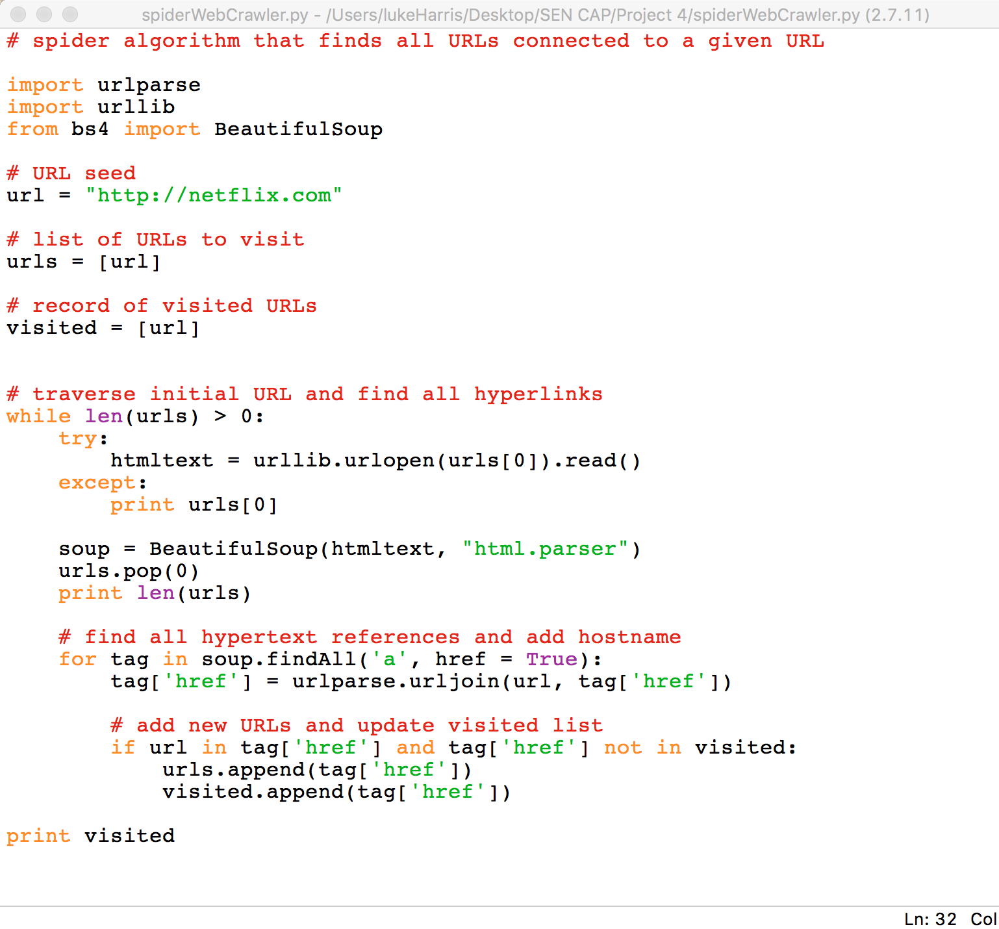 spiderWebCrawler.py - /Users/lukeHarris/Desktop/SEN CAP/Project 4/spiderWebCrawler.py (2.7.11)
# spider algorithm that finds all URLs connected to a given URL
import urlparse
import urllib
from bs4 import BeautifulSoup
# URL seed
url = "http://netflix.com"
# list of URLs to visit
urls = [url]
# record of visited URLs
visited = [url]
# traverse initial URL and find all hyperlinks
while len(urls) > 0:
    try:
        htmltext = urllib.urlopen(urls[0]).read()
    except:
        print urls[0]
    soup = BeautifulSoup(htmltext, "html.parser")
    urls.pop(0)
    print len(urls)
    # find all hypertext references and add hostname
    for tag in soup.findAll('a', href = True):
        tag['href'] = urlparse.urljoin(url, tag['href'])
        # add new URLs and update visited list
        if url in tag['href'] and tag['href'] not in visited:
            urls.append(tag['href'])
            visited.append(tag['href'])
print visited
Ln: 32 Col